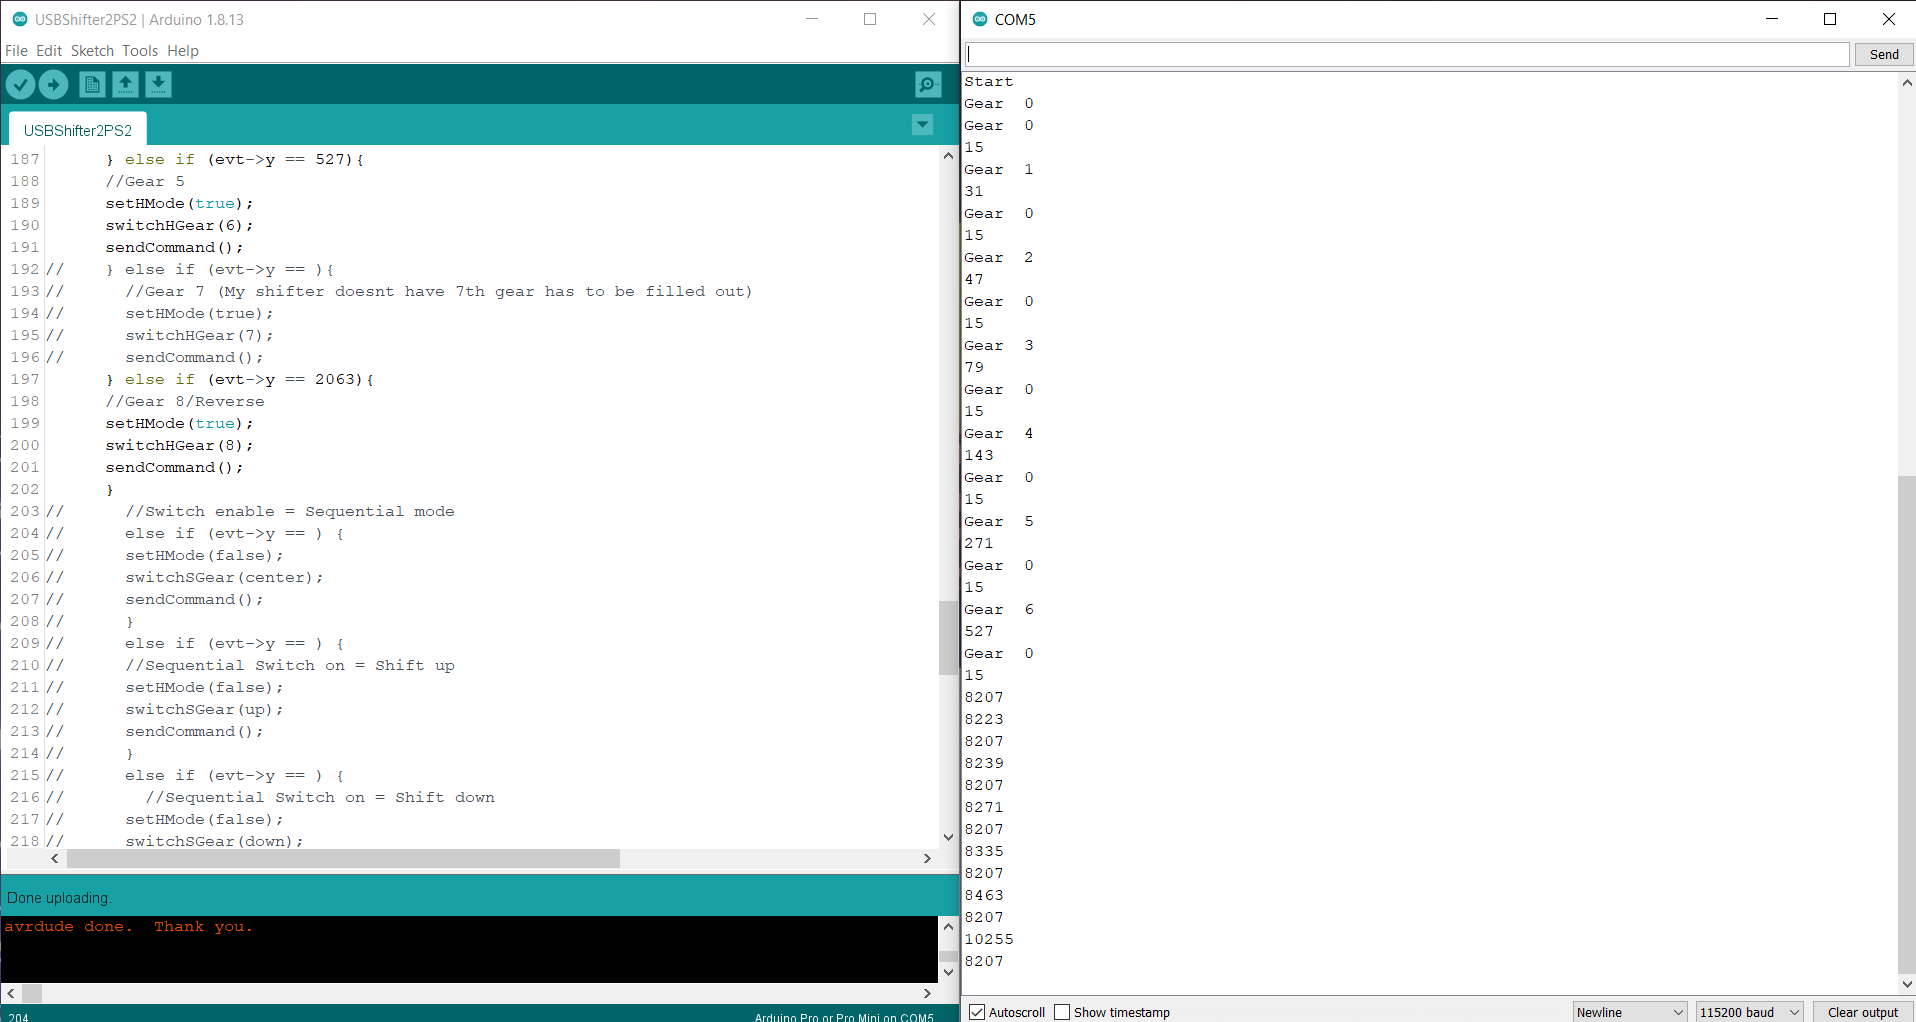 USBShifter2PS2 | Arduino 1.8.13
File Edit Sketch Tools Help
USBShifter2PS2
187 } else if (evt->y == 527){
188 //Gear 5
189 setHMode(true);
190 switchHGear(6);
191 sendCommand();
192 // } else if (evt->y == ){
193 // //Gear 7 (My shifter doesnt have 7th gear has to be filled out)
194 // setHMode(true);
195 // switchHGear(7);
196 // sendCommand();
197 } else if (evt->y == 2063){
198 //Gear 8/Reverse
199 setHMode(true);
200 switchHGear(8);
201 sendCommand();
202 }
203 // //Switch enable = Sequential mode
204 // else if (evt->y == ) {
205 // setHMode(false);
206 // switchSGear(center);
207 // sendCommand();
208 // }
209 // else if (evt->y == ) {
210 // //Sequential Switch on = Shift up
211 // setHMode(false);
212 // switchSGear(up);
213 // sendCommand();
214 // }
215 // else if (evt->y == ) {
216 // //Sequential Switch on = Shift down
217 // setHMode(false);
218 // switchSGear(down);
Done uploading.
avrdude done.  Thank you.
204
Arduino Pro or Pro Mini on COM5
COM5
Send
Start
Gear 0
Gear 0
15
Gear 1
31
Gear 0
15
Gear 2
47
Gear 0
15
Gear 3
79
Gear 0
15
Gear 4
143
Gear 0
15
Gear 5
271
Gear 0
15
Gear 6
527
Gear 0
15
8207
8223
8207
8239
8207
8271
8207
8335
8207
8463
8207
10255
8207
Autoscroll Show timestamp
Newline
115200 baud
Clear output